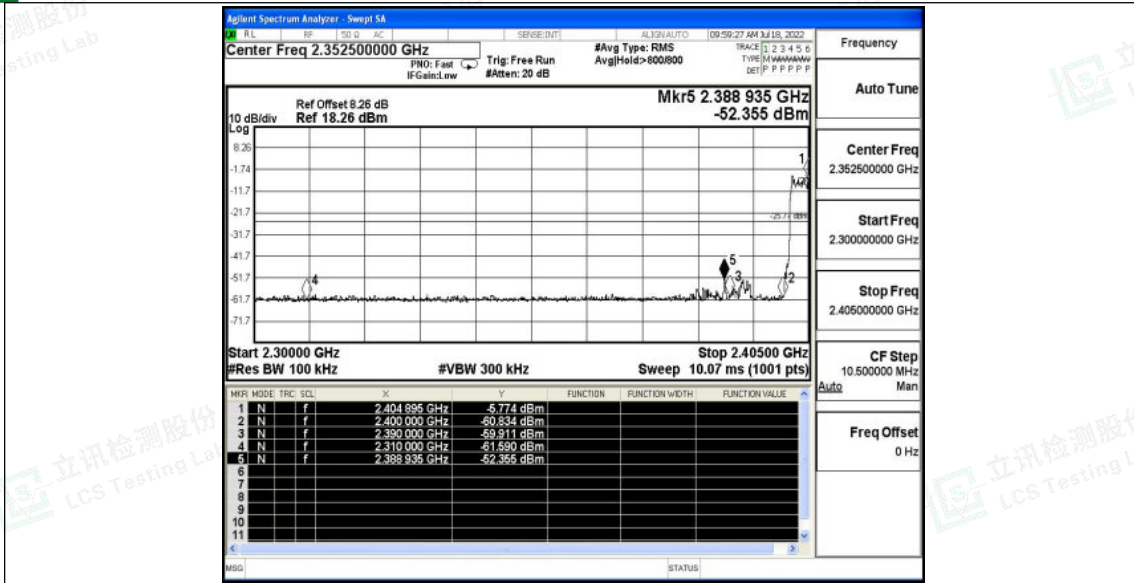 Agilent Spectrum Analyzer - Swept SA
RL RF 50 Ω AC SENSE:INT ALIGNAUTO 09:59:27 AM Jul 18, 2022
Center Freq 2.352500000 GHz
PNO: Fast
IFGain:Low
Trig: Free Run
#Atten: 20 dB
#Avg Type: RMS
Avg|Hold:>800/800
TRACE 1 2 3 4 5 6
TYPE M
DET P P P P P P
Ref Offset 8.26 dB
10 dB/div Ref 18.26 dBm
Log
Mkr5 2.388 935 GHz
-52.355 dBm
8.26
-1.74
-11.7
-21.7
-31.7
-41.7
-51.7
-61.7
-71.7
1
-25.77 dBm
4
5
3
2
Start 2.30000 GHz Stop 2.40500 GHz
#Res BW 100 kHz #VBW 300 kHz Sweep 10.07 ms (1001 pts)
MKR MODE TRC SCL X Y FUNCTION FUNCTION WIDTH FUNCTION VALUE
1 N f 2.404 895 GHz -5.774 dBm
2 N f 2.400 000 GHz -60.834 dBm
3 N f 2.390 000 GHz -59.911 dBm
4 N f 2.310 000 GHz -61.590 dBm
5 N f 2.388 935 GHz -52.355 dBm
6
7
8
9
10
11
MSG STATUS
Frequency
Auto Tune
Center Freq
2.352500000 GHz
Start Freq
2.300000000 GHz
Stop Freq
2.405000000 GHz
CF Step
10.500000 MHz
Auto Man
Freq Offset
0 Hz
立讯检测股份
LCS Testing Lab
立讯检测股份
LCS Testing L